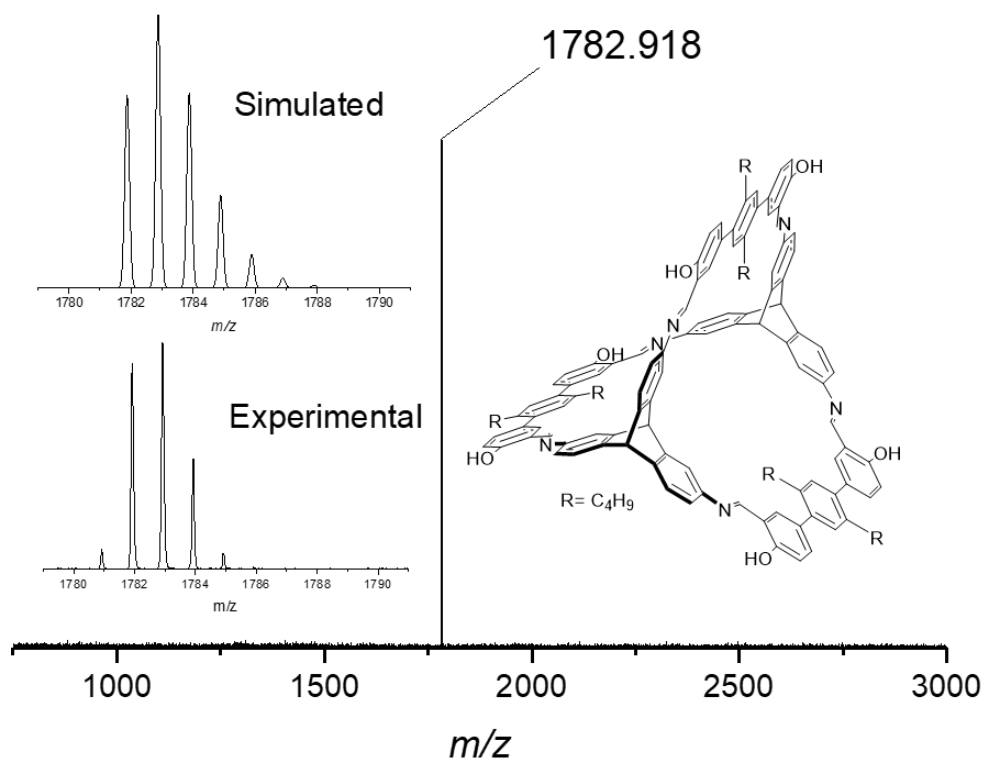 1782.918
Simulated
1780 1782 1784 1786 1788 1790
m/z
Experimental
1780 1782 1784 1786 1788 1790
m/z
R
OH
N
HO
R
N
N
OH
N
R
R
N
HO
N
OH
R
R= C₄H₉
N
R
HO
1000 1500 2000 2500 3000
m/z